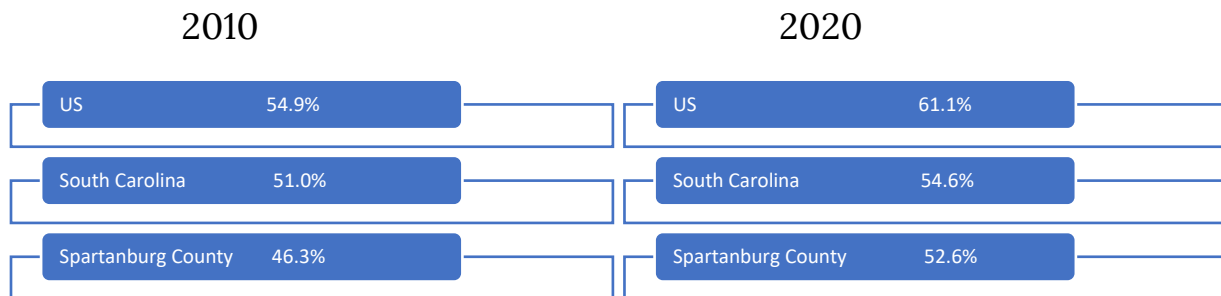 2010
US 54.9%
South Carolina 51.0%
Spartanburg County 46.3%
2020
US 61.1%
South Carolina 54.6%
Spartanburg County 52.6%